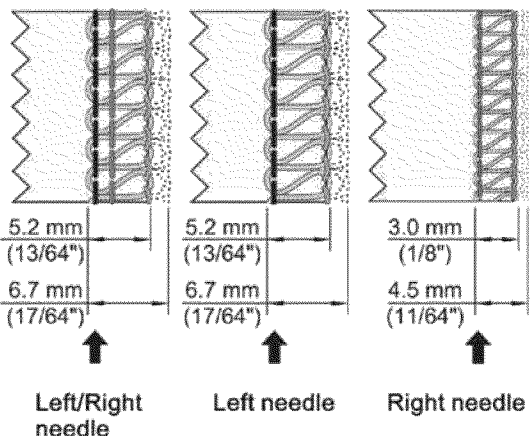 5.2 mm
(13/64")
6.7 mm
(17/64")
Left/Right
needle
5.2 mm
(13/64")
6.7 mm
(17/64")
Left needle
3.0 mm
(1/8")
4.5 mm
(11/64")
Right needle